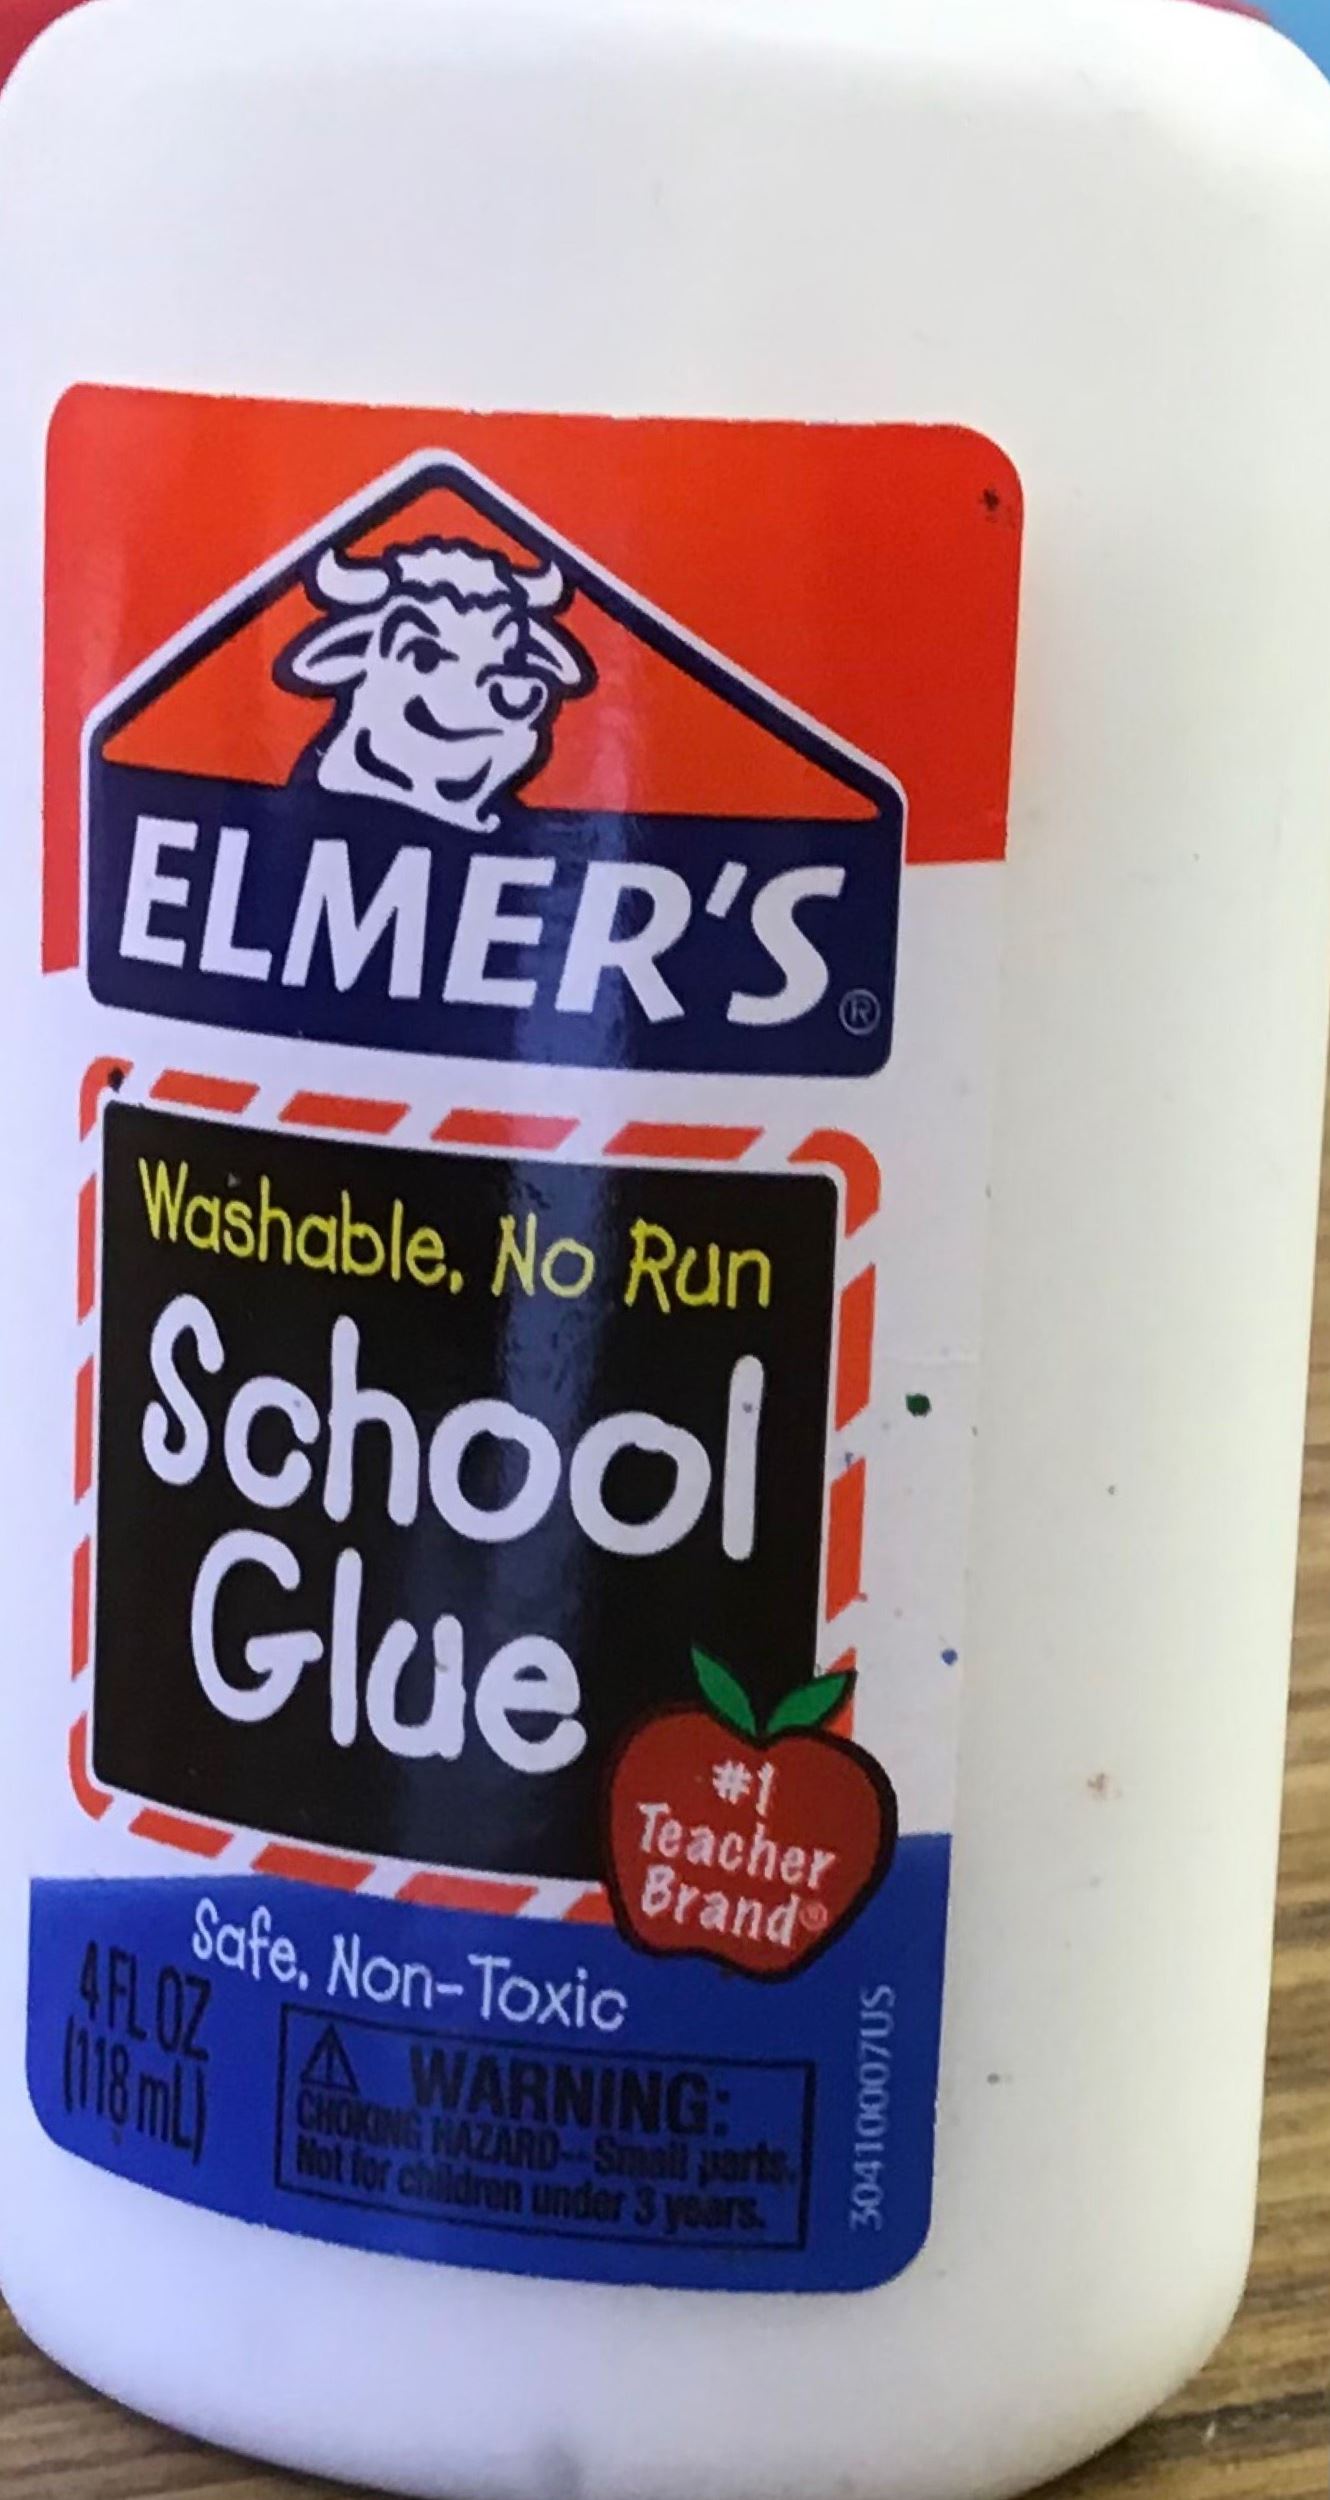 ELMER'S®
Washable, No Run
School
Glue
#1
Teacher
Brand®
Safe, Non-Toxic
4 FL OZ
(118 mL)
WARNING:
CHOKING HAZARD--Small parts.
Not for children under 3 years.
30410007US